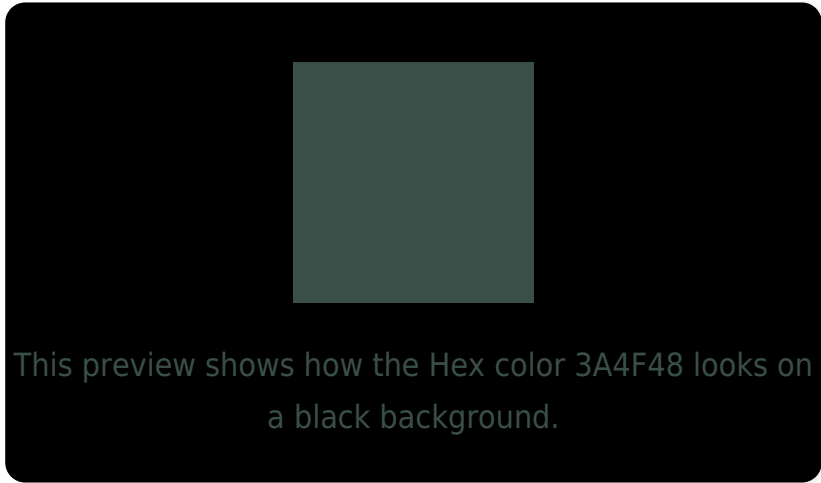 This preview shows how the Hex color 3A4F48 looks on
a black background.